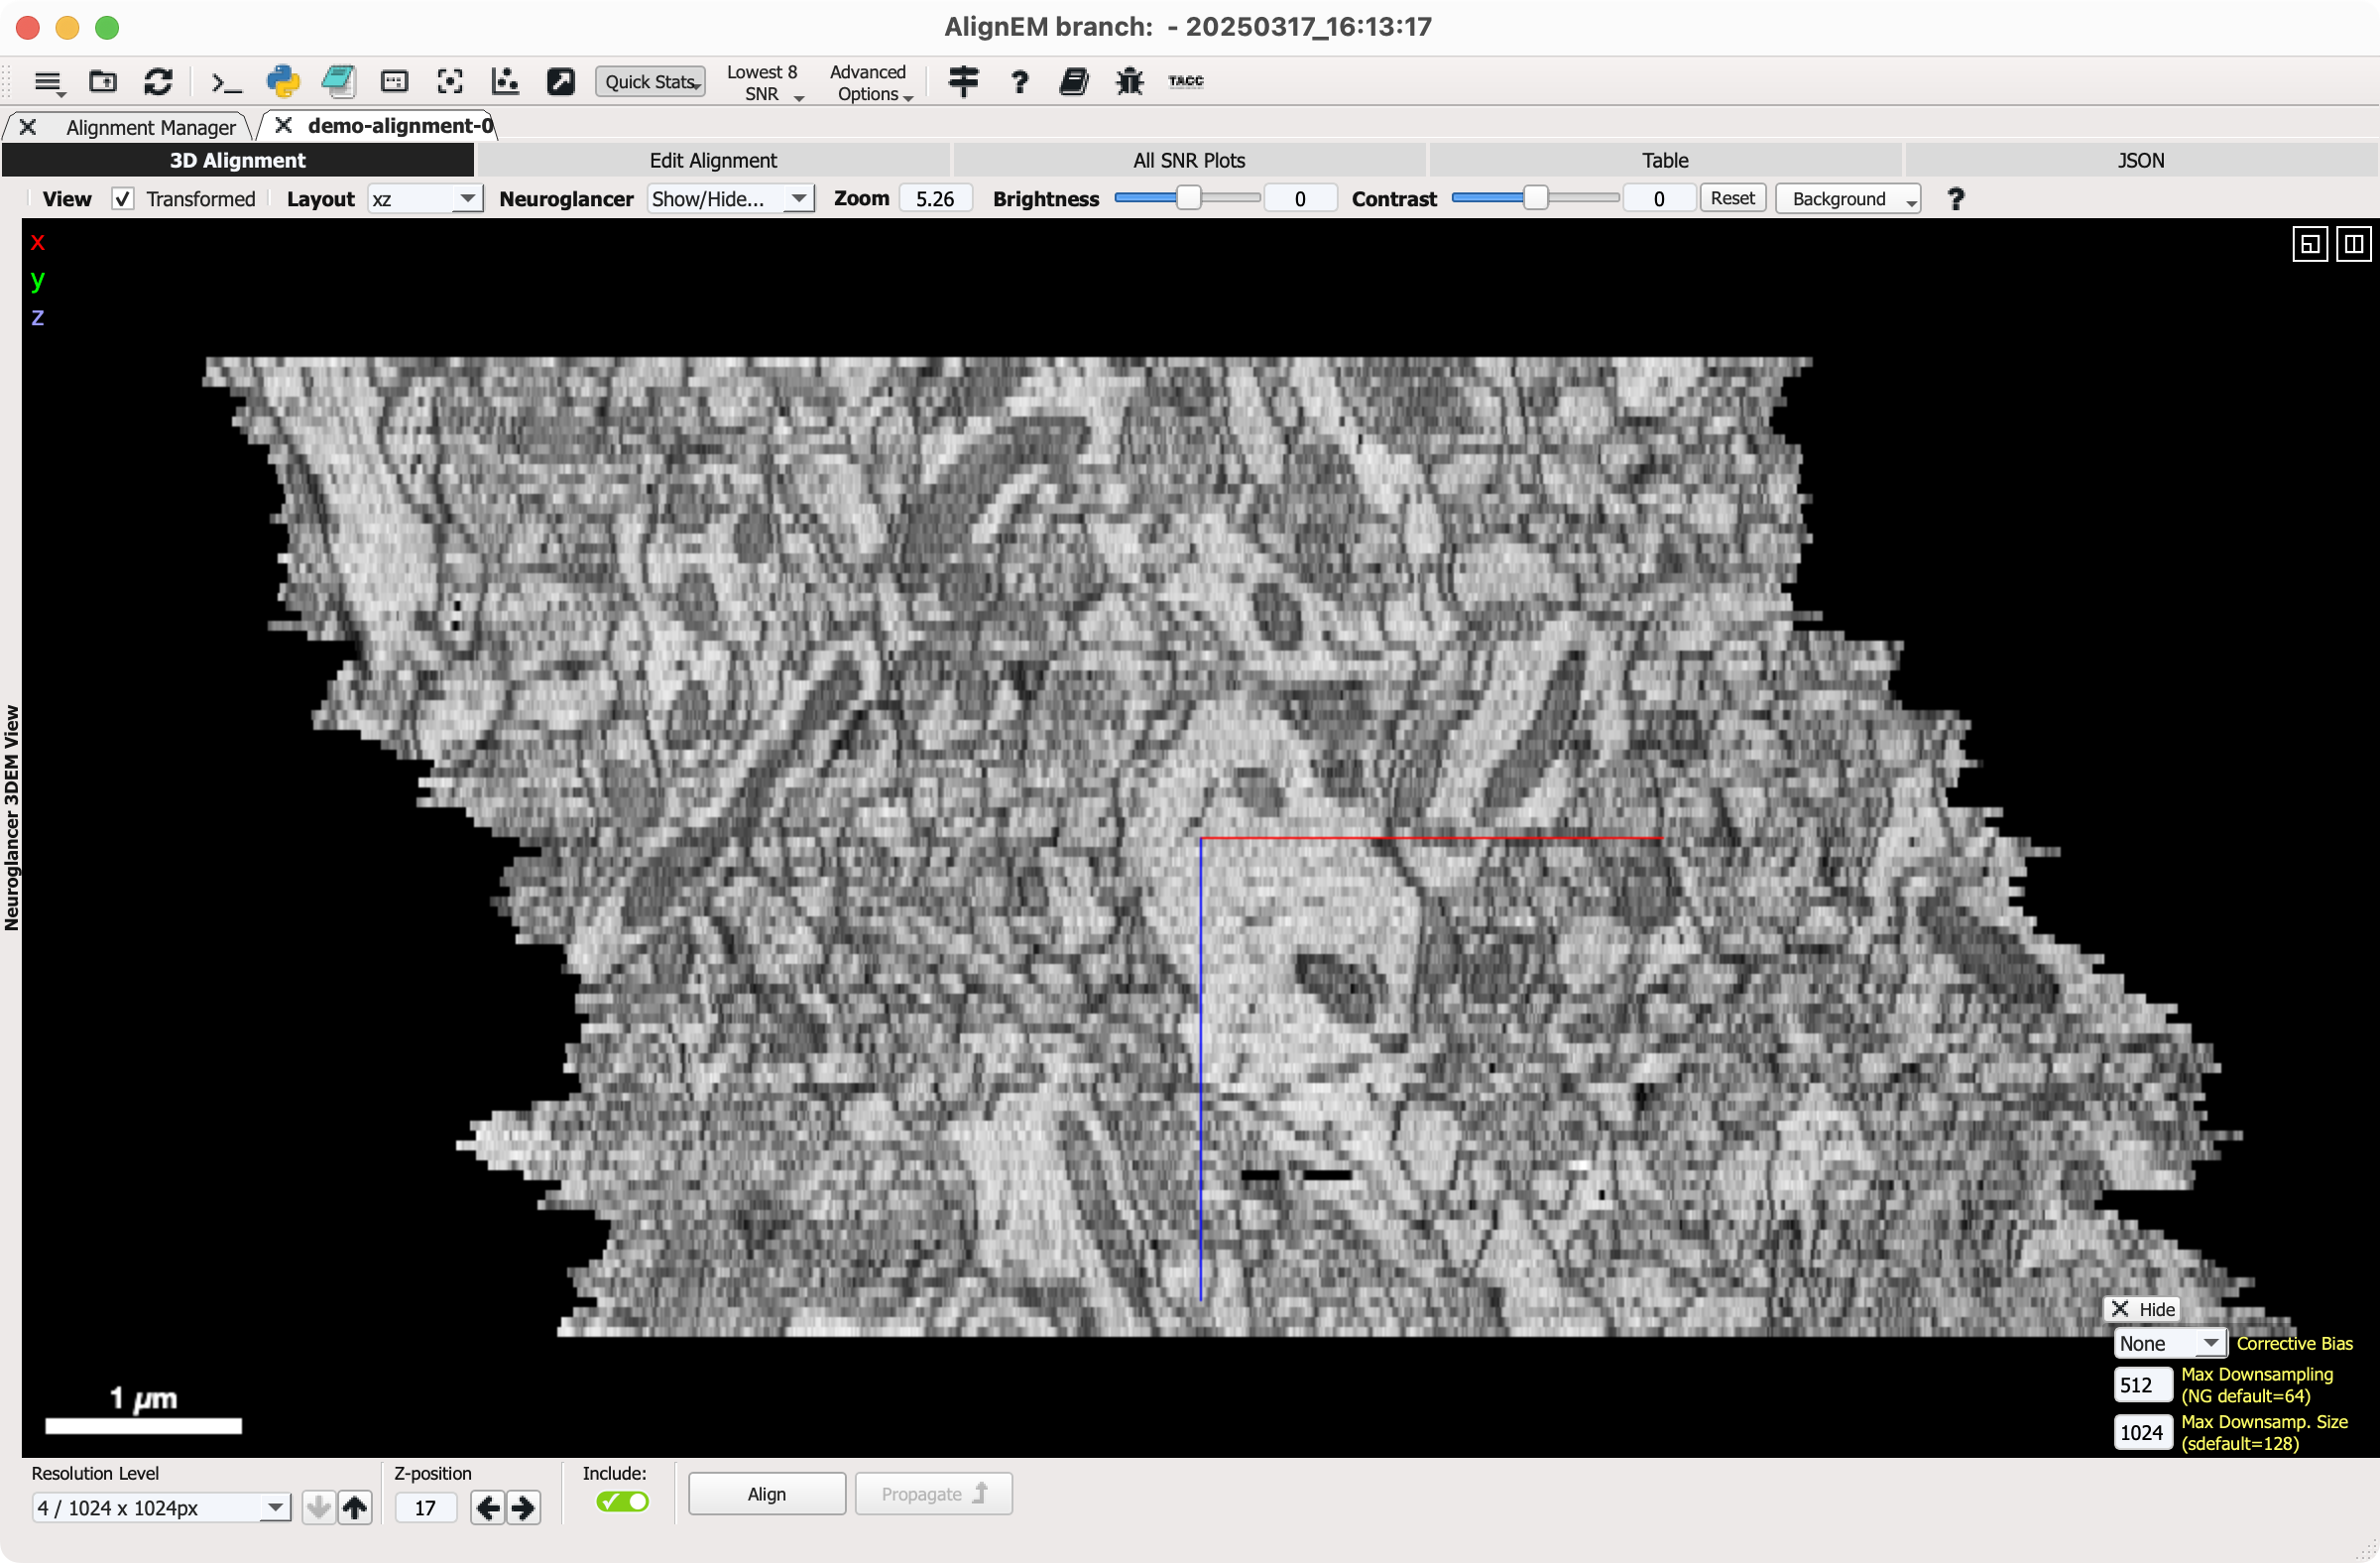 AlignEM branch:  - 20250317_16:13:17
>_ Quick Stats Lowest 8 SNR Advanced Options ? TACC
Alignment Manager demo-alignment-0
3D Alignment Edit Alignment All SNR Plots Table JSON
View Transformed Layout xz Neuroglancer Show/Hide... Zoom 5.26 Brightness 0 Contrast 0 Reset Background ?
x
y
z
Neuroglancer 3DEM View
Hide
None Corrective Bias
512 Max Downsampling
(NG default=64)
1024 Max Downsamp. Size
(sdefault=128)
1 µm
Resolution Level Z-position Include:
4 / 1024 x 1024px 17 Align Propagate